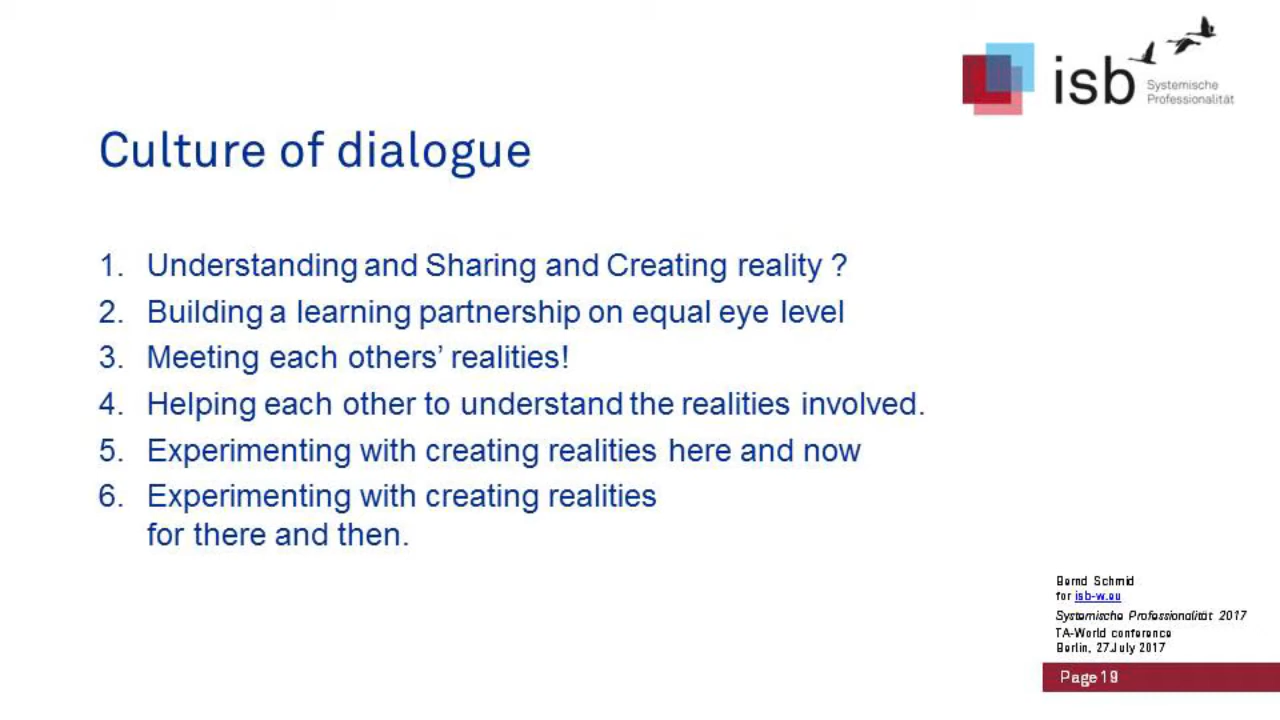 isb
Systemische
Professionalität
Culture of dialogue
1. Understanding and Sharing and Creating reality ?
2. Building a learning partnership on equal eye level
3. Meeting each others’ realities!
4. Helping each other to understand the realities involved.
5. Experimenting with creating realities here and now
6. Experimenting with creating realities
for there and then.
Bernd Schmid
for isb-w.eu
Systemische Professionalität 2017
TA-World conference
Berlin, 27.July 2017
Page 19